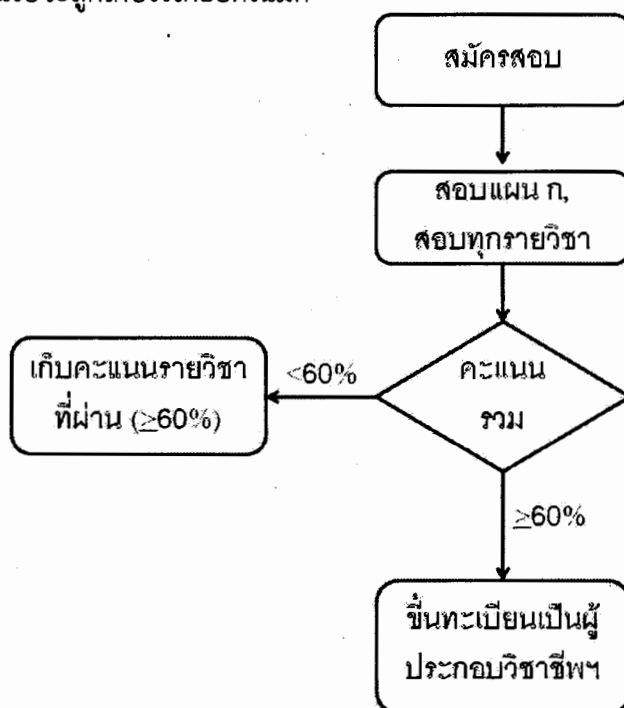 สมัครสอบ
สอบแผน ก,
สอบทุกรายวิชา
เก็บคะแนนรายวิชา
ที่ผ่าน (≥60%)
<60%
คะแนน
รวม
≥60%
ขึ้นทะเบียนเป็นผู้
ประกอบวิชาชีพฯ